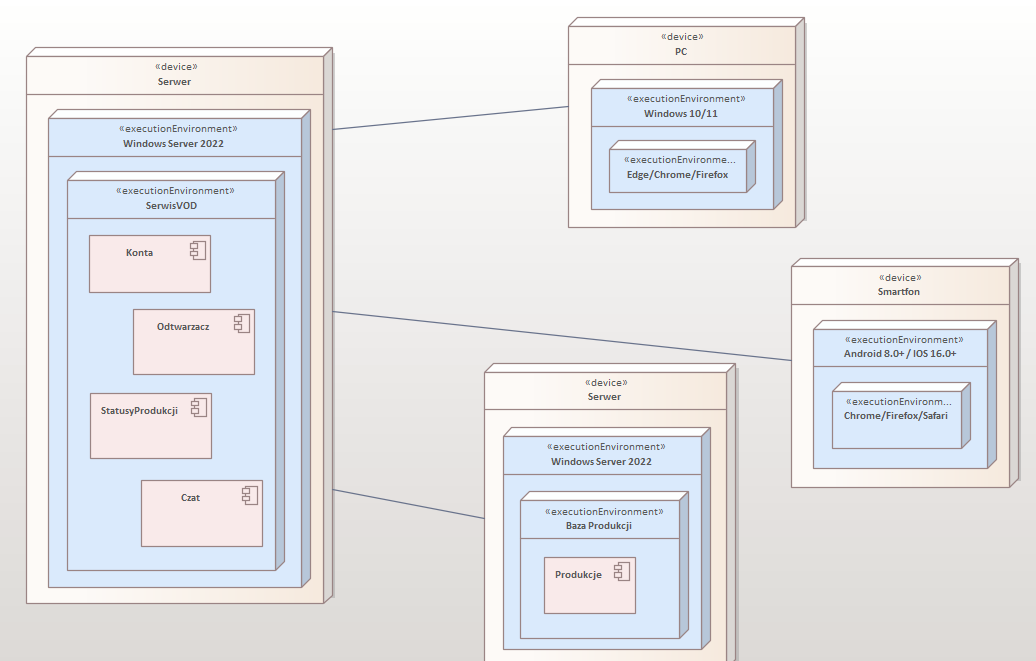 «device»
Serwer
«executionEnvironment»
Windows Server 2022
«executionEnvironment»
SerwisVOD
Konta
Odtwarzacz
StatusyProdukcji
Czat
«device»
PC
«executionEnvironment»
Windows 10/11
«executionEnvironme...
Edge/Chrome/Firefox
«device»
Smartfon
«executionEnvironment»
Android 8.0+ / IOS 16.0+
«executionEnvironm...
Chrome/Firefox/Safari
«device»
Serwer
«executionEnvironment»
Windows Server 2022
«executionEnvironment»
Baza Produkcji
Produkcje